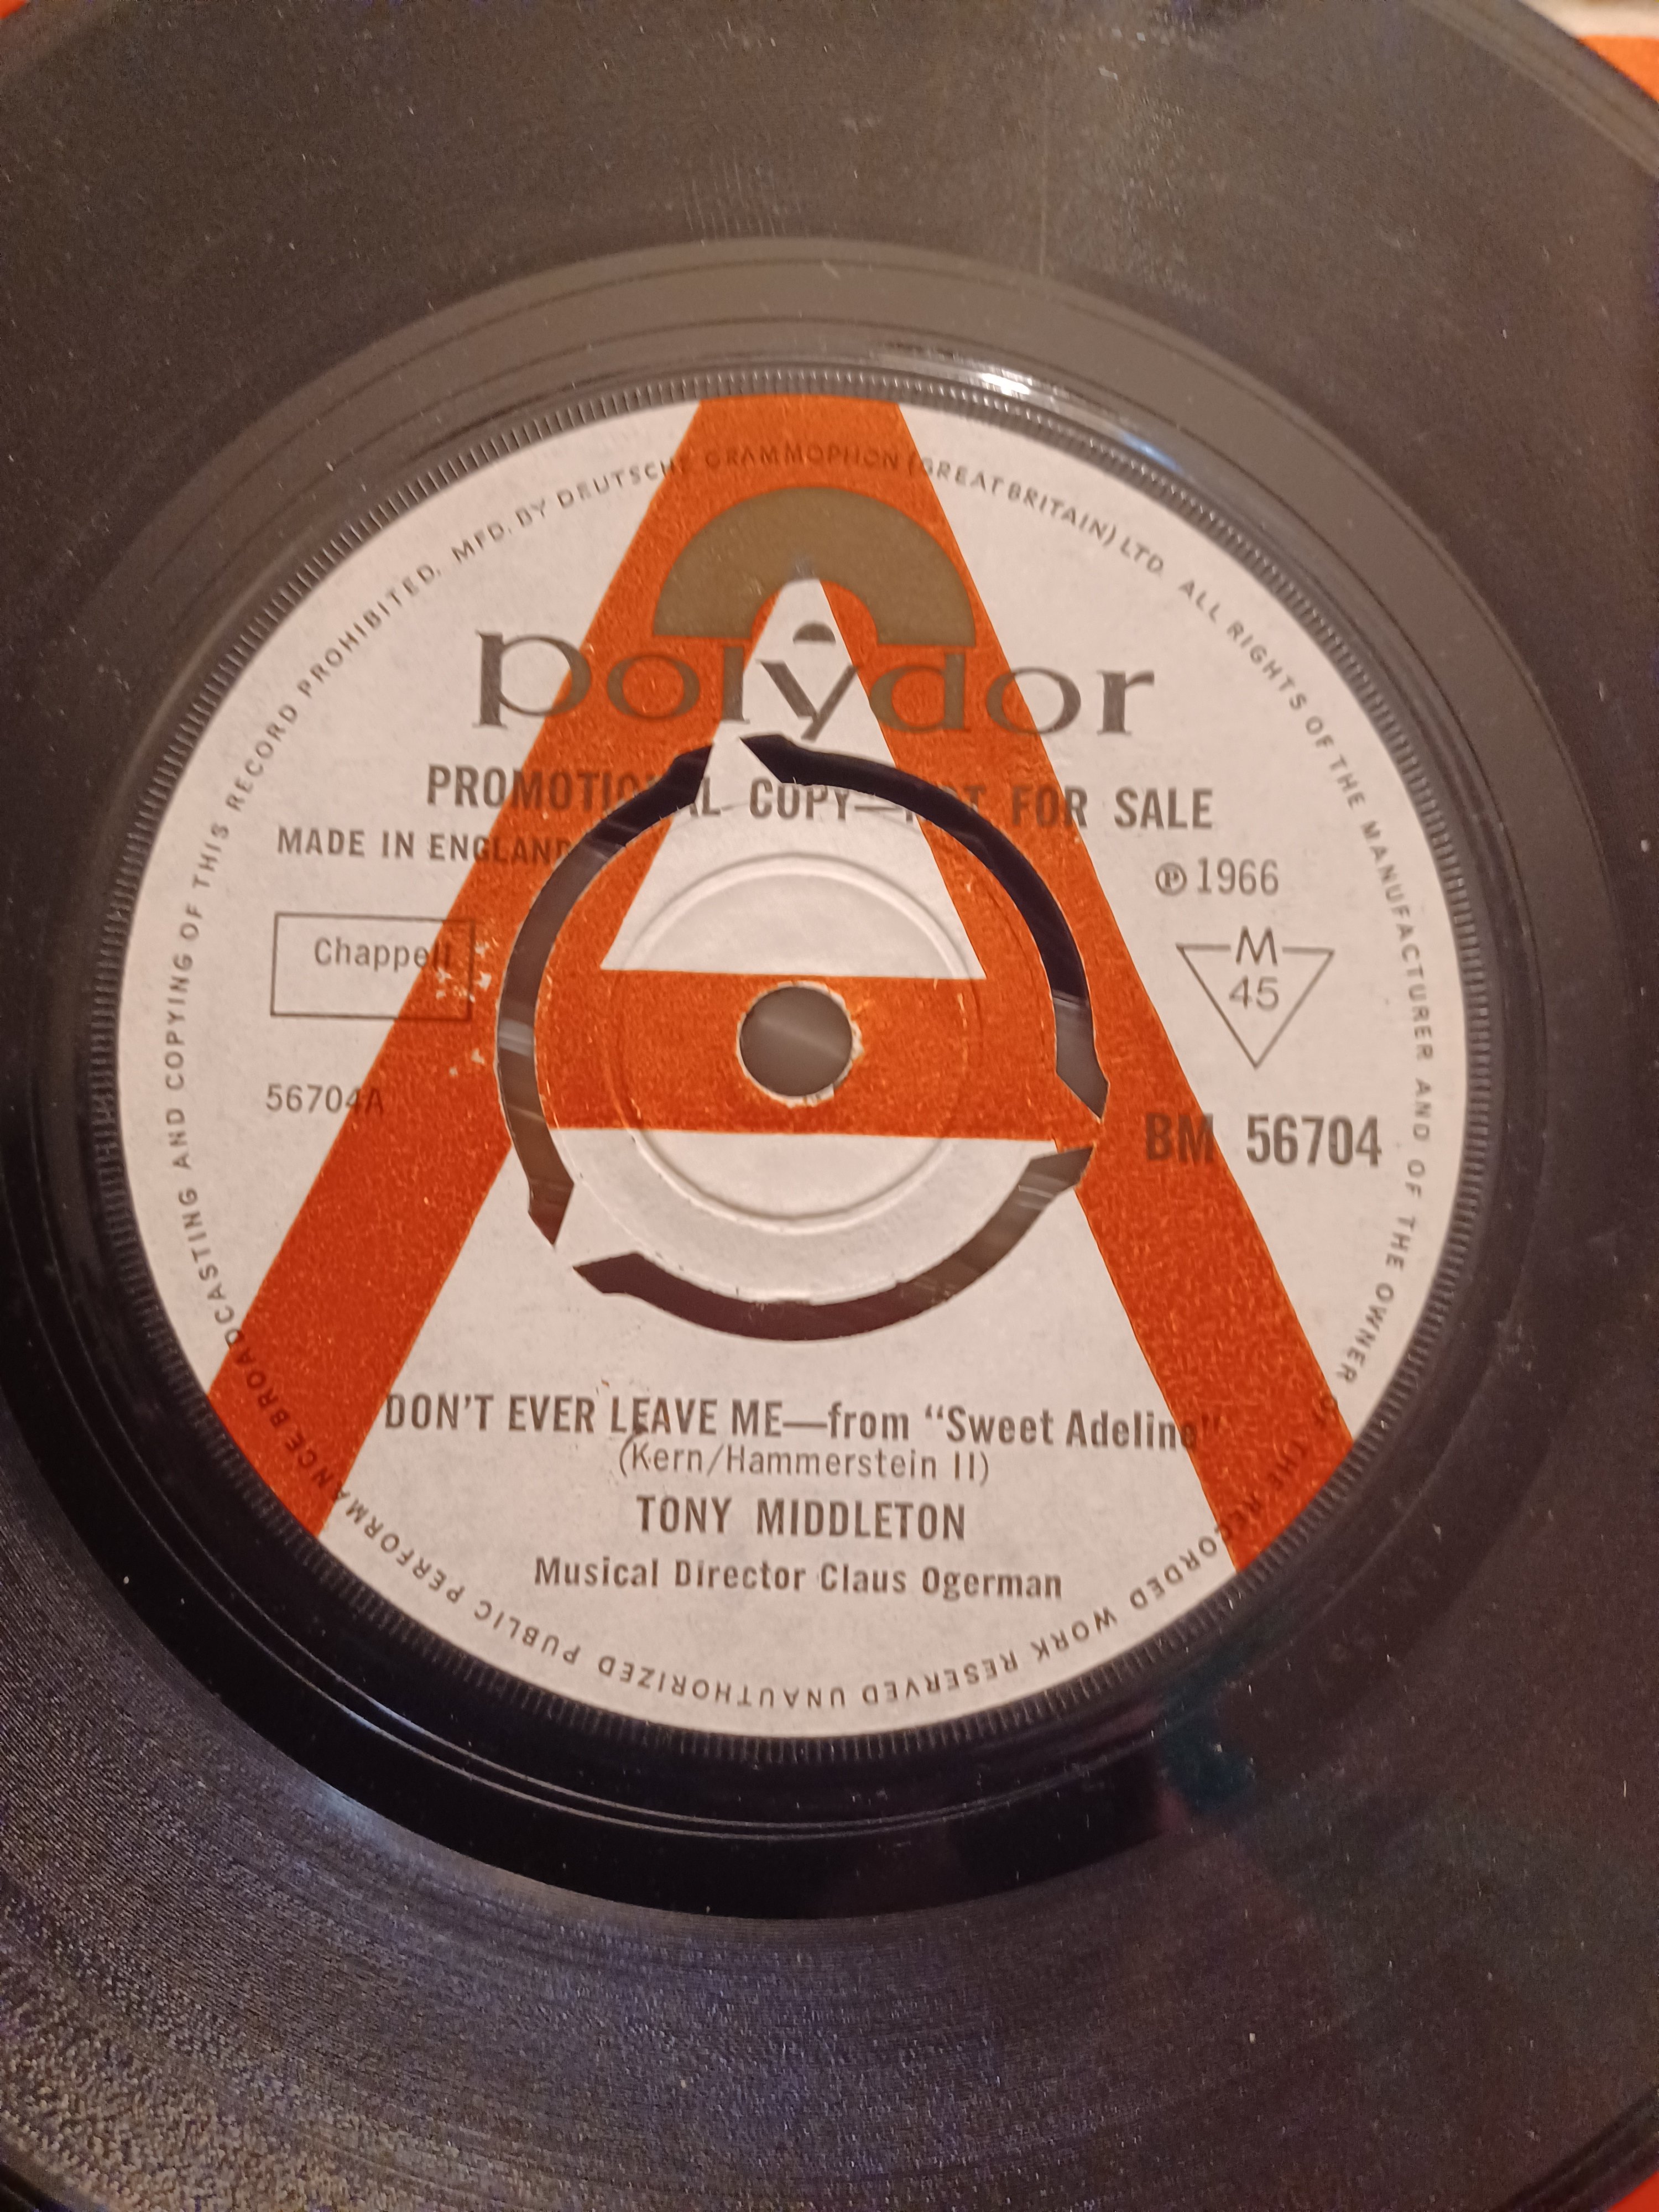 MFD. BY DEUTSCHE GRAMMOPHON (GREAT BRITAIN) LTD. ALL RIGHTS OF THE MANUFACTURER AND OF THE OWNER OF THE RECORDED WORK RESERVED UNAUTHORIZED PUBLIC PERFORMANCE BROADCASTING AND COPYING OF THIS RECORD PROHIBITED.
A
polydor
PROMOTIONAL COPY—NOT FOR SALE
MADE IN ENGLAND
℗ 1966
Chappell
M
45
56704A
BM 56704
DON'T EVER LEAVE ME—from “Sweet Adeline”
(Kern/Hammerstein II)
TONY MIDDLETON
Musical Director Claus Ogerman